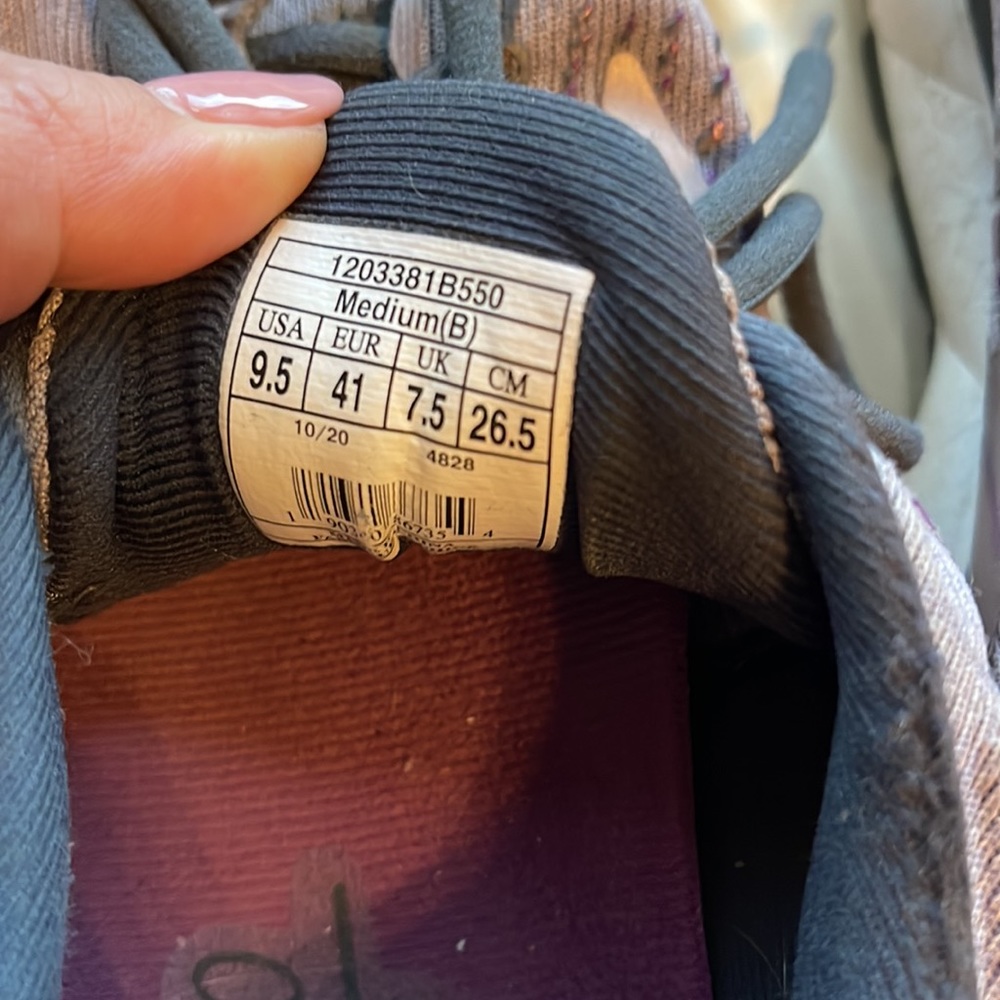 1203381B550
Medium(B)
USA EUR UK CM
9.5 41 7.5 26.5
10/20 4828